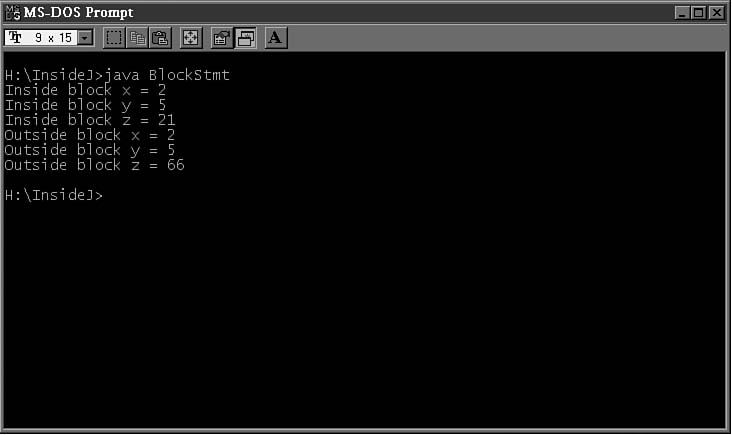 MS-DOS Prompt
9 x 15
A
H:\InsideJ>java BlockStmt
Inside block x = 2
Inside block y = 5
Inside block z = 21
Outside block x = 2
Outside block y = 5
Outside block z = 66
H:\InsideJ>